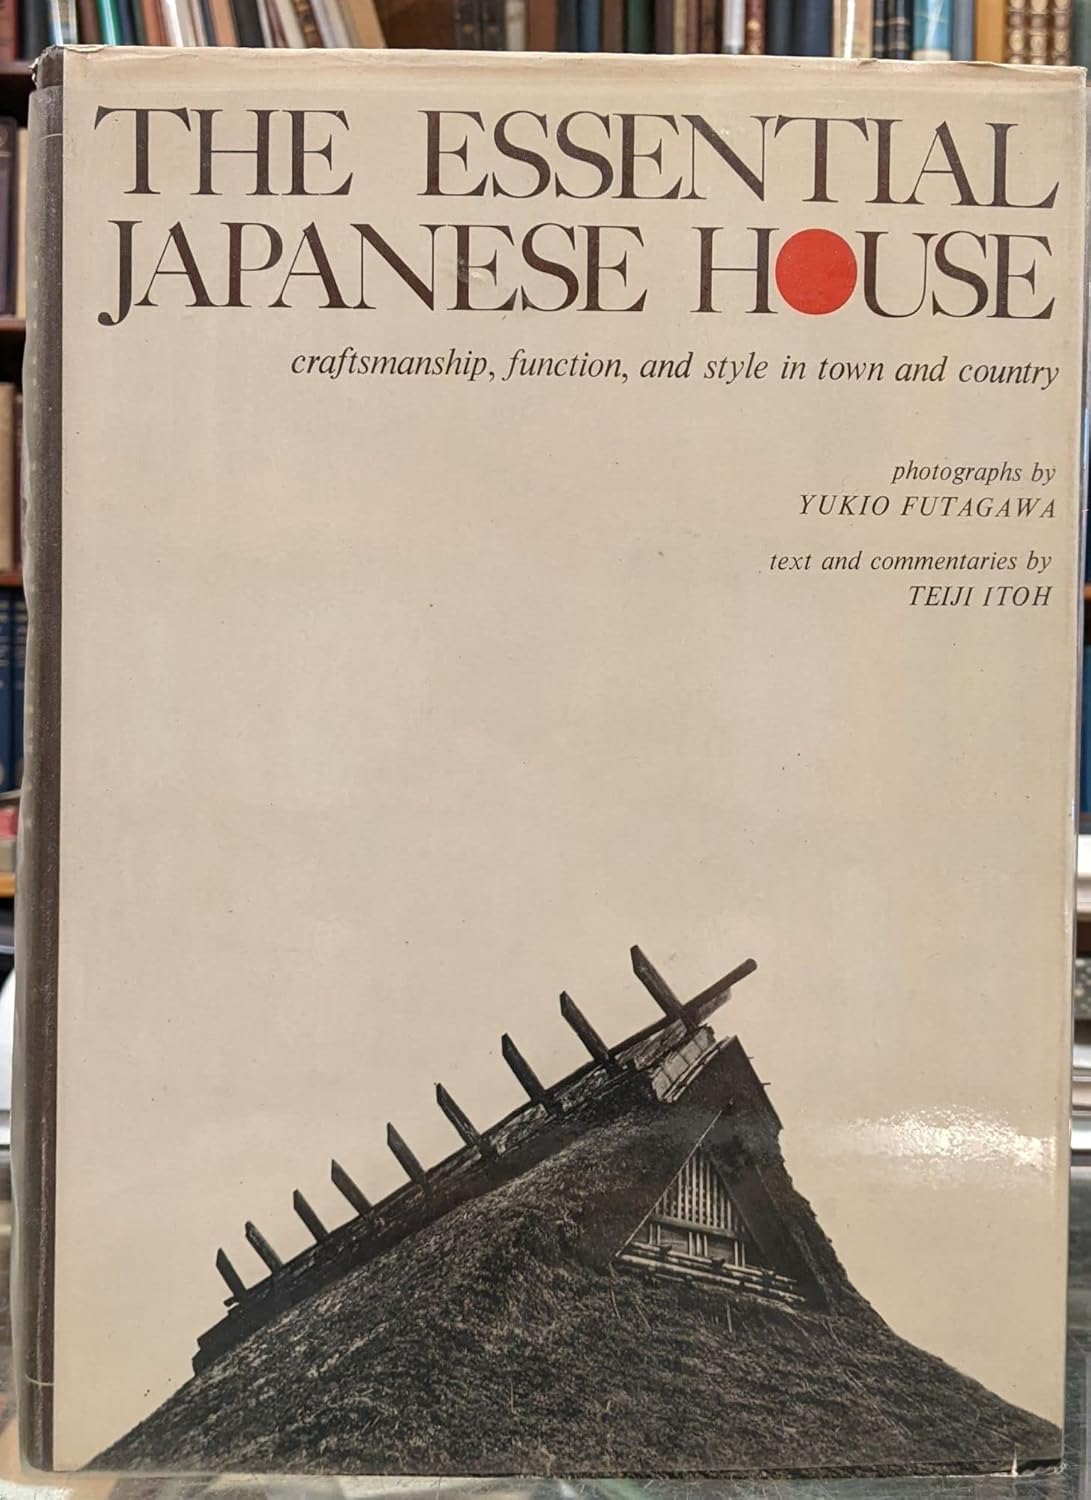 THE ESSENTIAL
JAPANESE HOUSE
craftsmanship, function, and style in town and country
photographs by
YUKIO FUTAGAWA
text and commentaries by
TEIJI ITOH